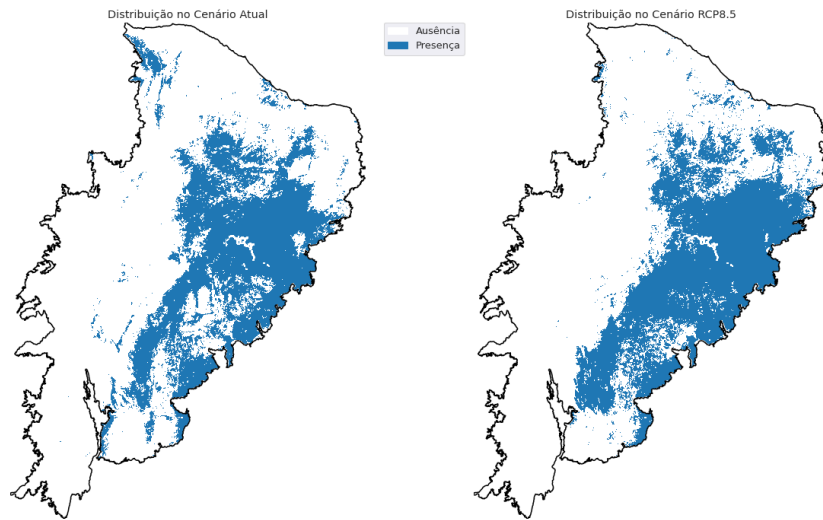 Distribuição no Cenário Atual
Ausência
Presença
Distribuição no Cenário RCP8.5